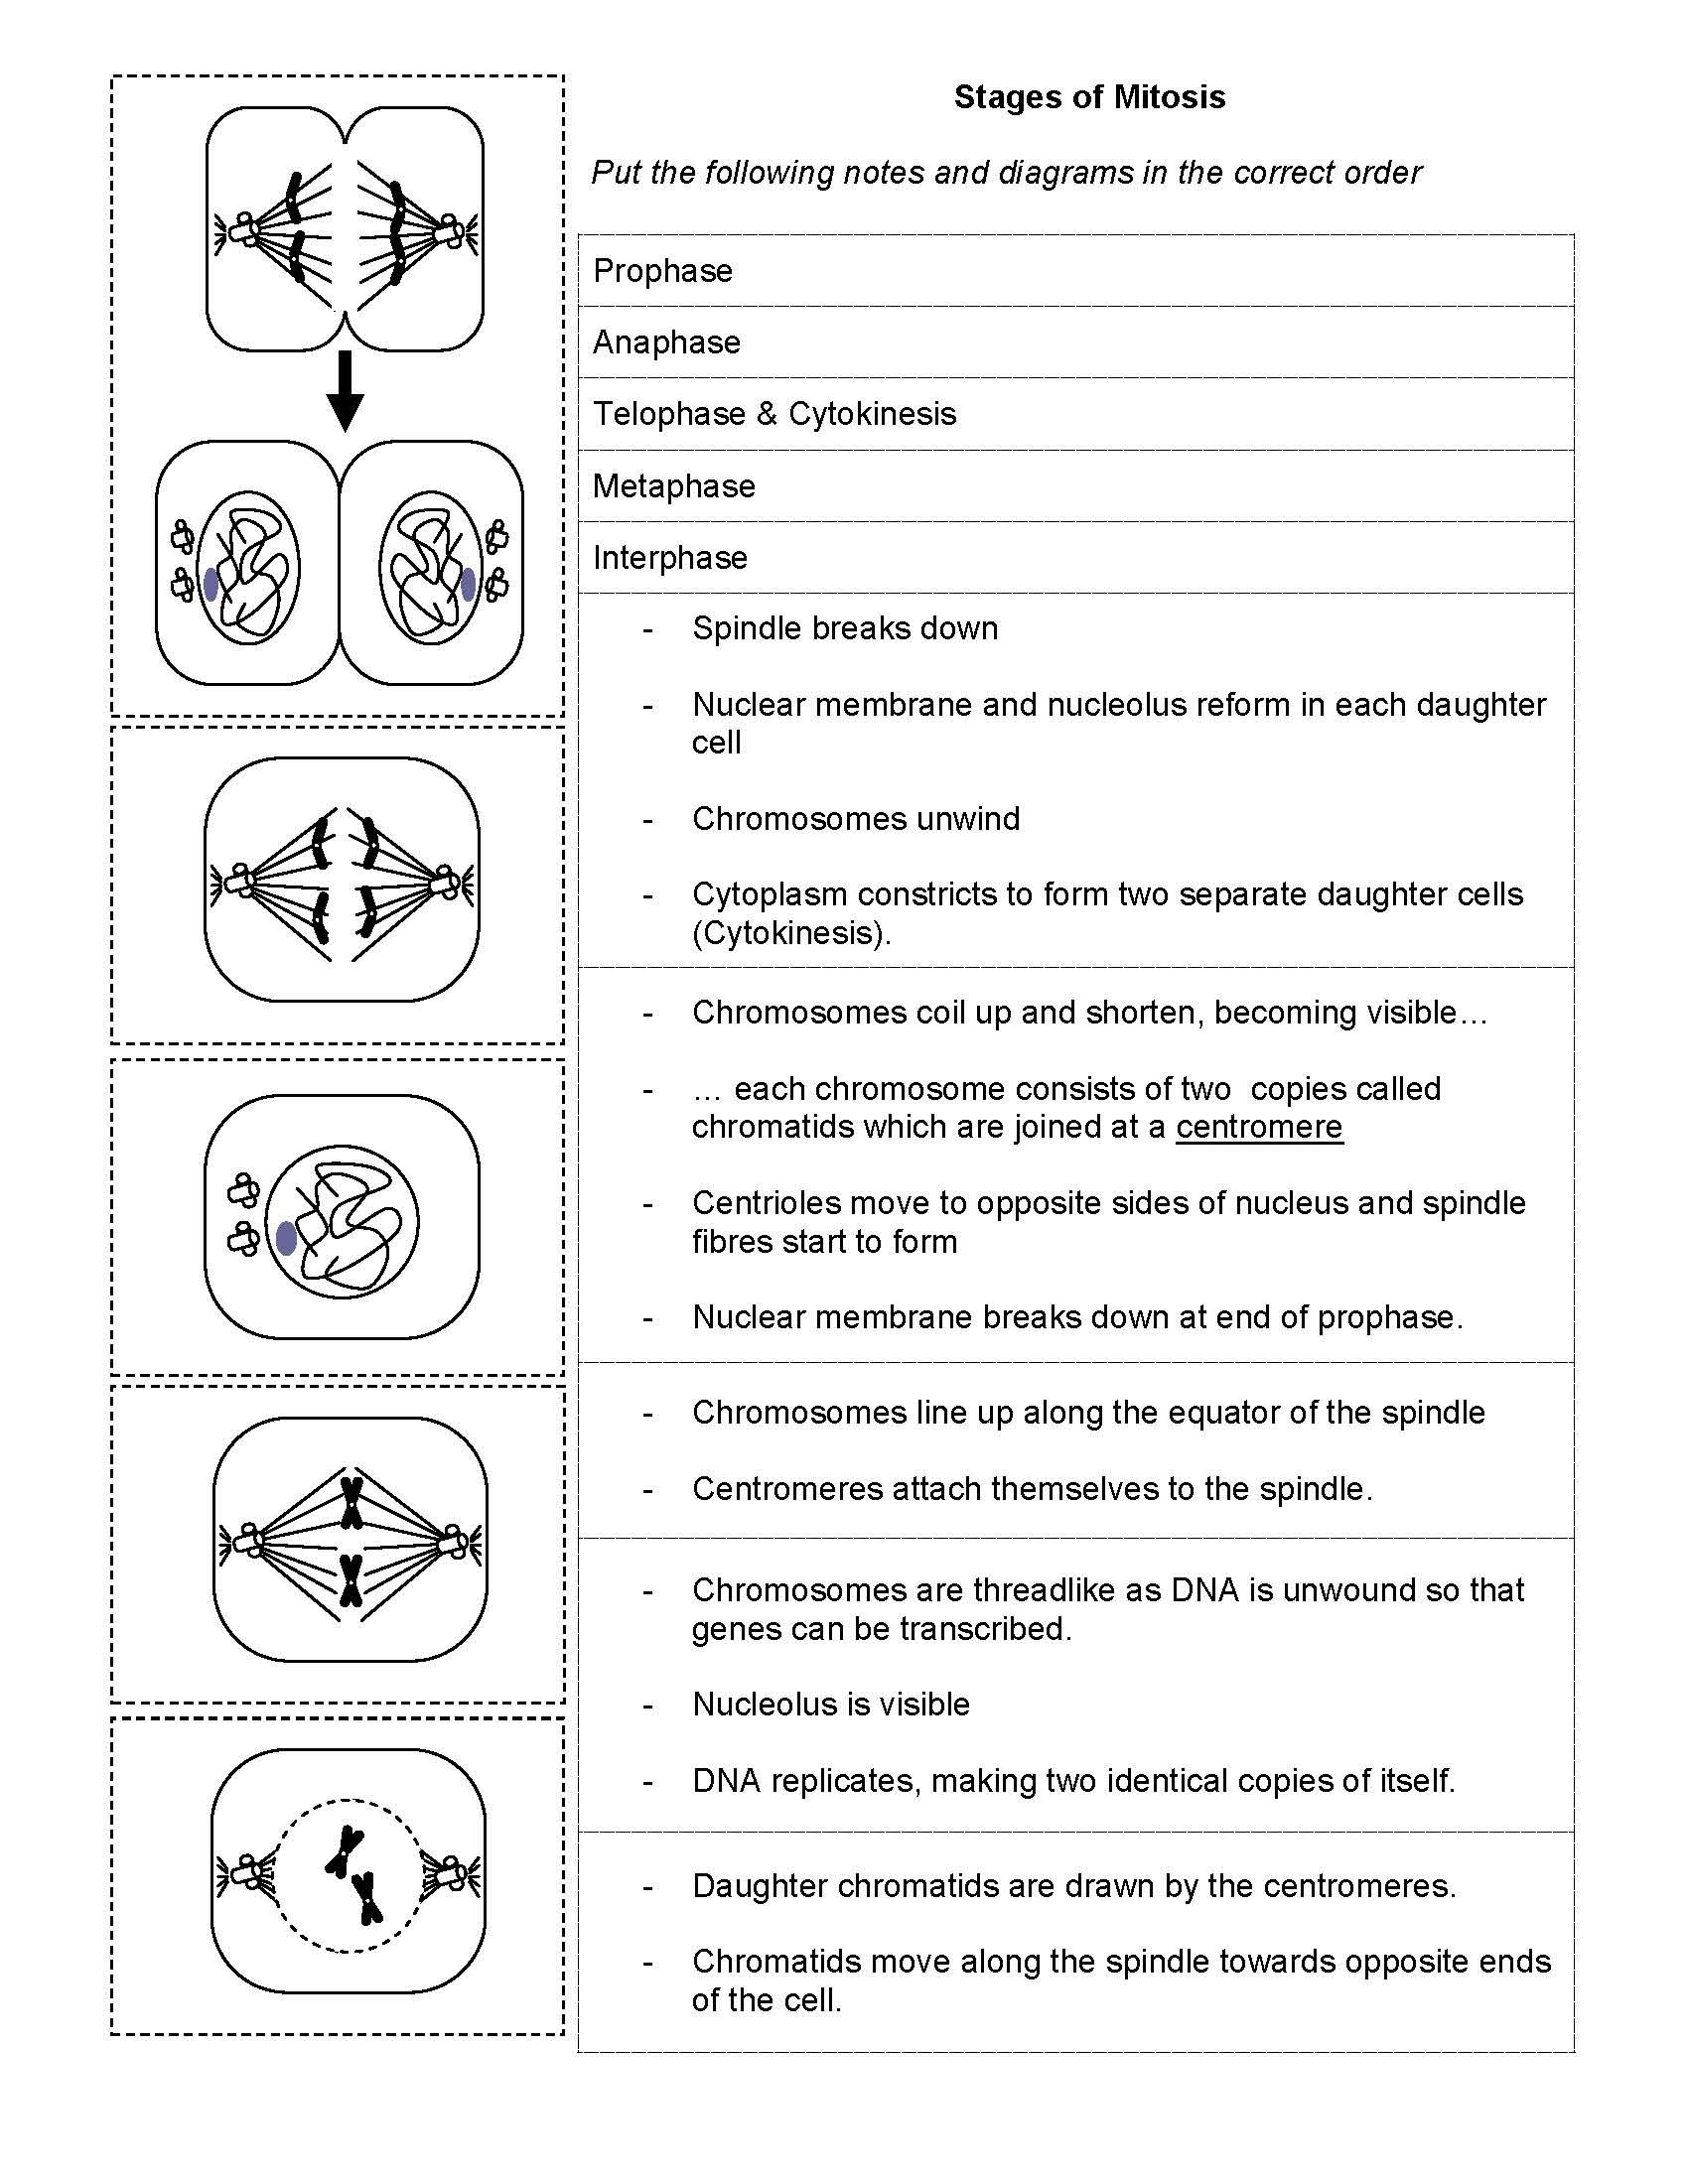 Stages of Mitosis
Put the following notes and diagrams in the correct order
Prophase
Anaphase
Telophase & Cytokinesis
Metaphase
Interphase
- Spindle breaks down
- Nuclear membrane and nucleolus reform in each daughter
cell
- Chromosomes unwind
- Cytoplasm constricts to form two separate daughter cells
(Cytokinesis).
- Chromosomes coil up and shorten, becoming visible…
- … each chromosome consists of two  copies called
chromatids which are joined at a centromere
- Centrioles move to opposite sides of nucleus and spindle
fibres start to form
- Nuclear membrane breaks down at end of prophase.
- Chromosomes line up along the equator of the spindle
- Centromeres attach themselves to the spindle.
- Chromosomes are threadlike as DNA is unwound so that
genes can be transcribed.
- Nucleolus is visible
- DNA replicates, making two identical copies of itself.
- Daughter chromatids are drawn by the centromeres.
- Chromatids move along the spindle towards opposite ends
of the cell.